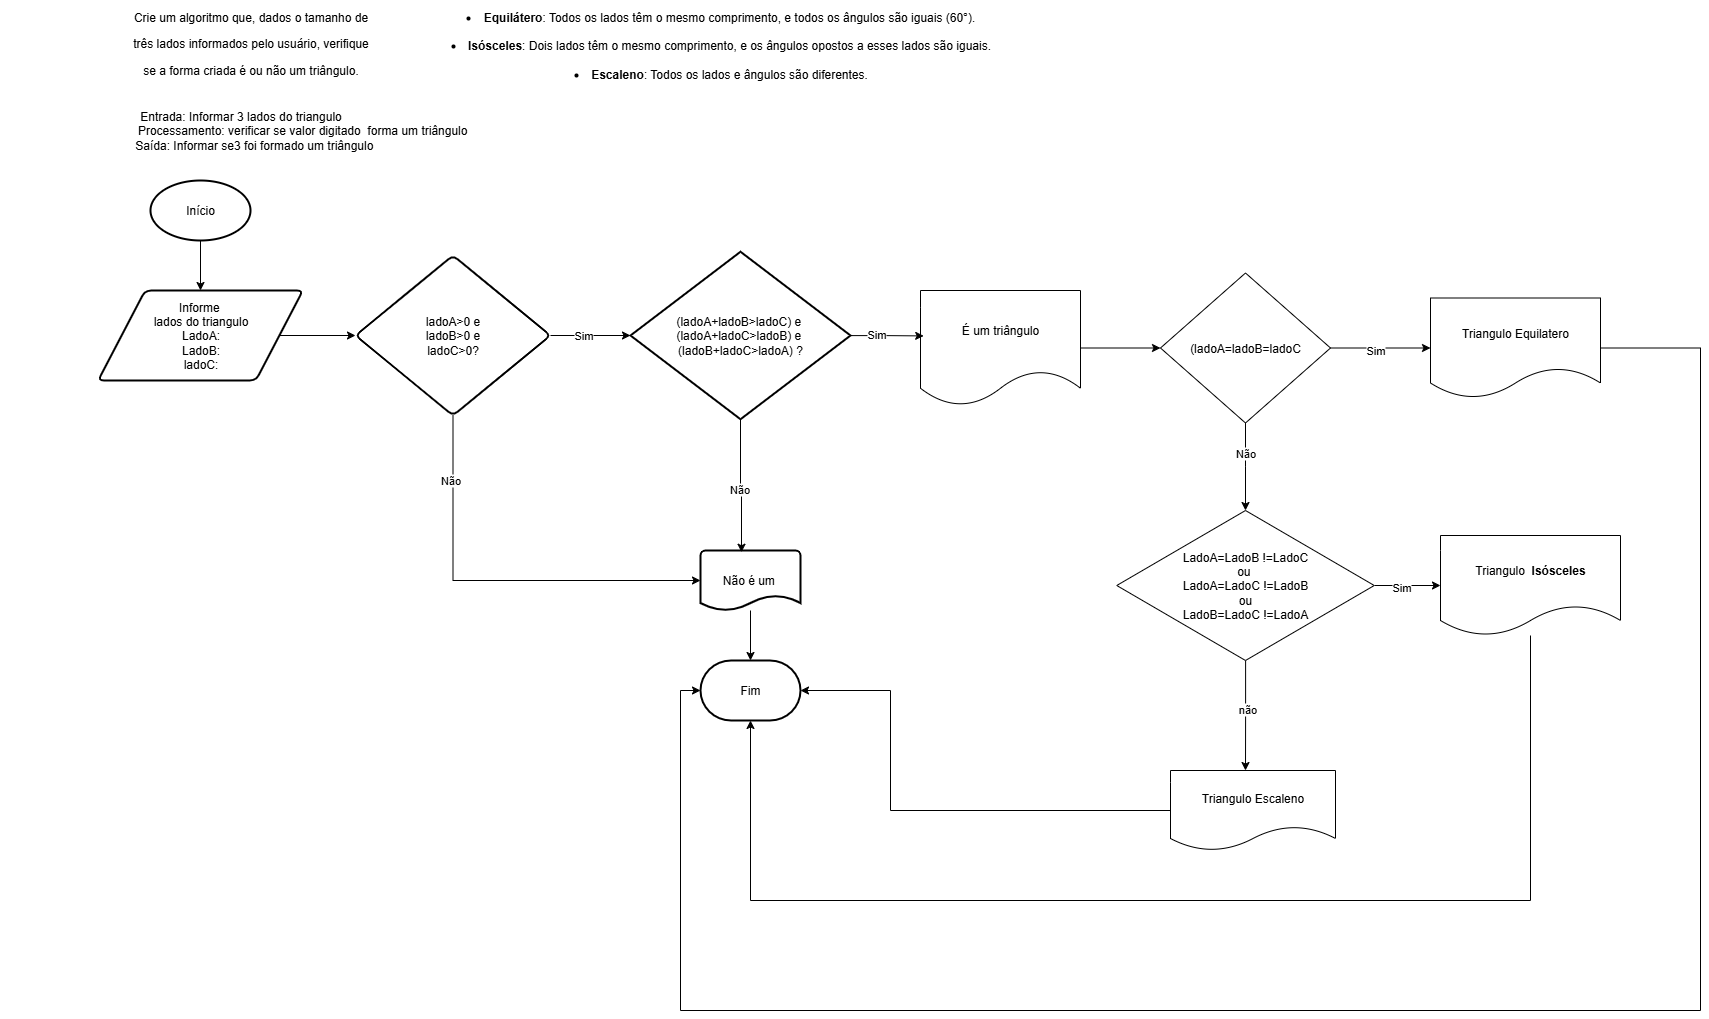 Crie um algoritmo que, dados o tamanho de
três lados informados pelo usuário, verifique
se a forma criada é ou não um triângulo.
• Equilátero: Todos os lados têm o mesmo comprimento, e todos os ângulos são iguais (60°).
• Isósceles: Dois lados têm o mesmo comprimento, e os ângulos opostos a esses lados são iguais.
• Escaleno: Todos os lados e ângulos são diferentes.
Entrada: Informar 3 lados do triangulo
Processamento: verificar se valor digitado forma um triângulo
Saída: Informar se3 foi formado um triângulo
Início
Informe
lados do triangulo
LadoA:
LadoB:
ladoC:
ladoA>0 e
ladoB>0 e
ladoC>0?
Sim
(ladoA+ladoB>ladoC) e
(ladoA+ladoC>ladoB) e
(ladoB+ladoC>ladoA) ?
Sim
É um triângulo
(ladoA=ladoB=ladoC
Sim
Triangulo Equilatero
Não
Não
Não
LadoA=LadoB !=LadoC
ou
LadoA=LadoC !=LadoB
ou
LadoB=LadoC !=LadoA
Sim
Triangulo Isósceles
Não é um
Fim
não
Triangulo Escaleno